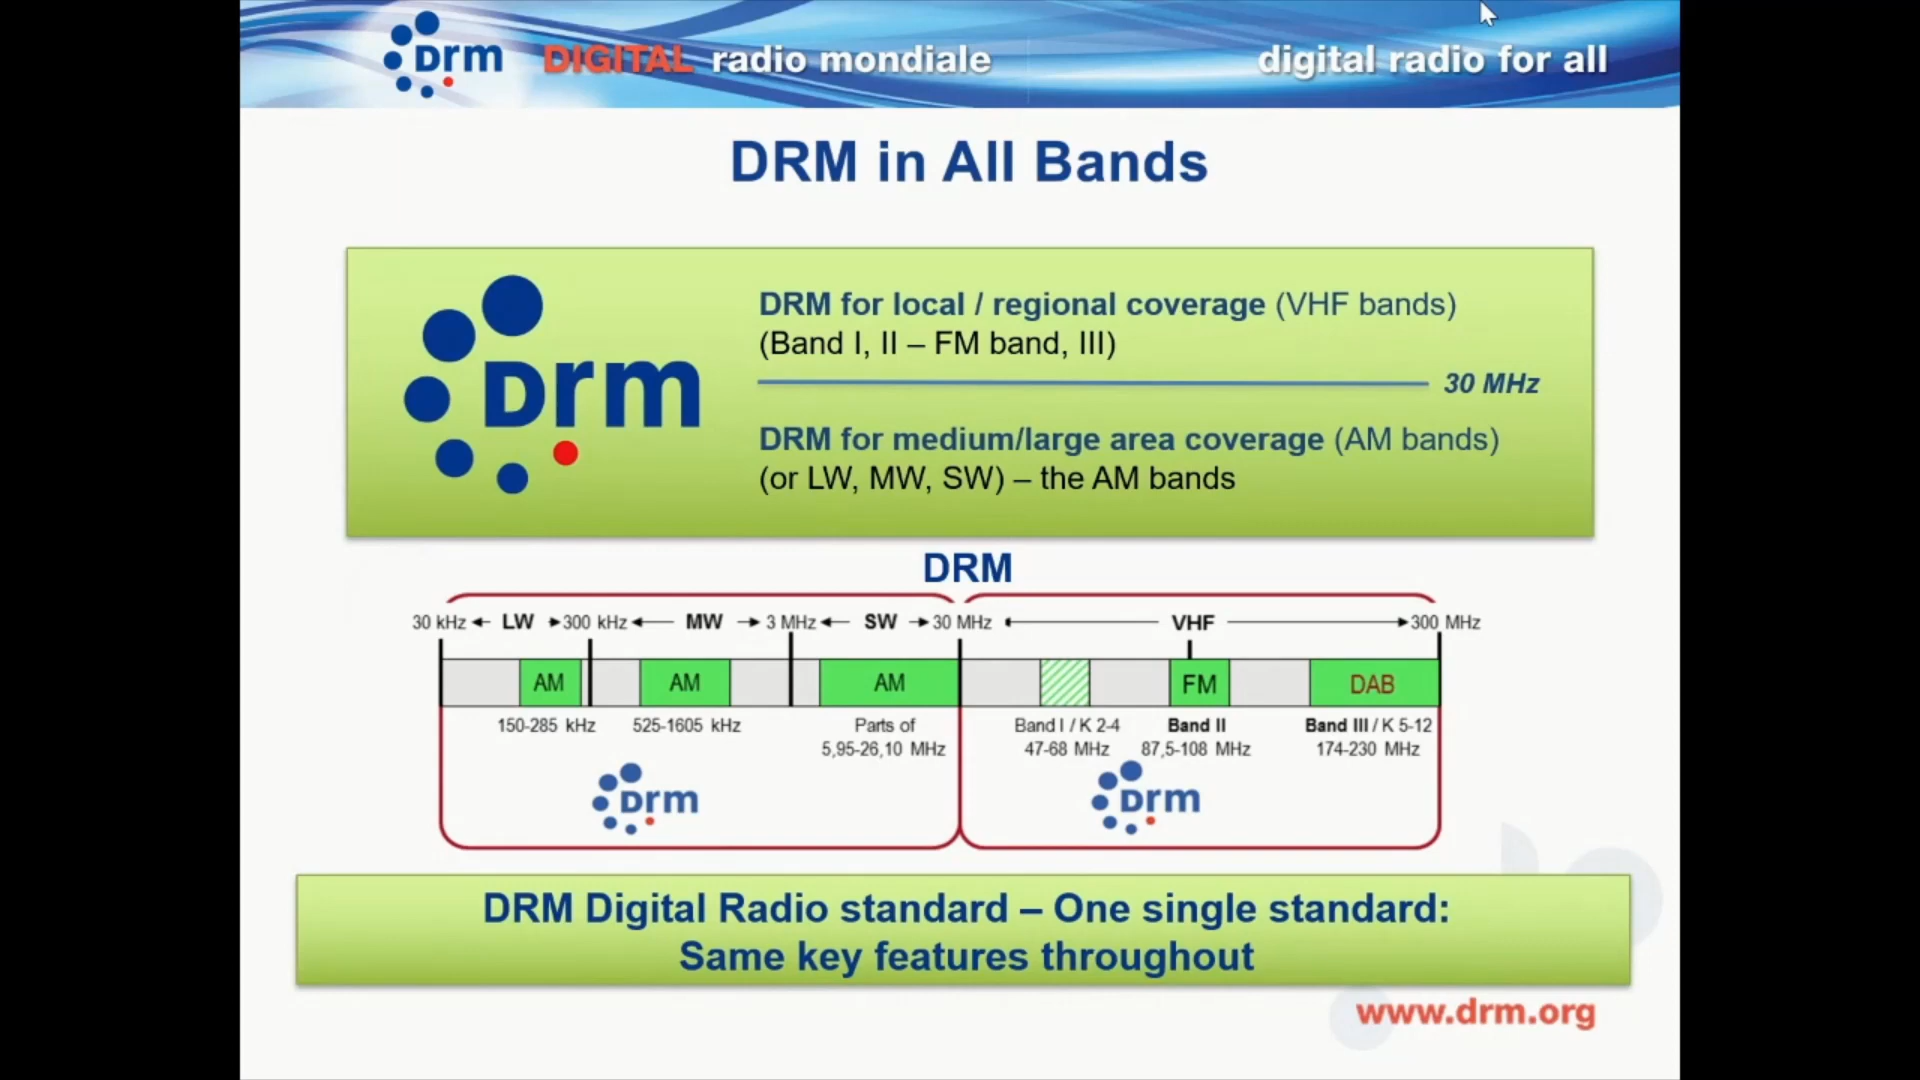 Drm DIGITAL radio mondiale digital radio for all
DRM in All Bands
Drm
DRM for local / regional coverage (VHF bands)
(Band I, II – FM band, III)
30 MHz
DRM for medium/large area coverage (AM bands)
(or LW, MW, SW) – the AM bands
DRM
30 kHz LW 300 kHz MW 3 MHz SW 30 MHz VHF 300 MHz
AM AM AM FM DAB
150-285 kHz 525-1605 kHz Parts of Band I / K 2-4 Band II Band III / K 5-12
5,95-26,10 MHz 47-68 MHz 87,5-108 MHz 174-230 MHz
Drm Drm
DRM Digital Radio standard – One single standard:
Same key features throughout
www.drm.org